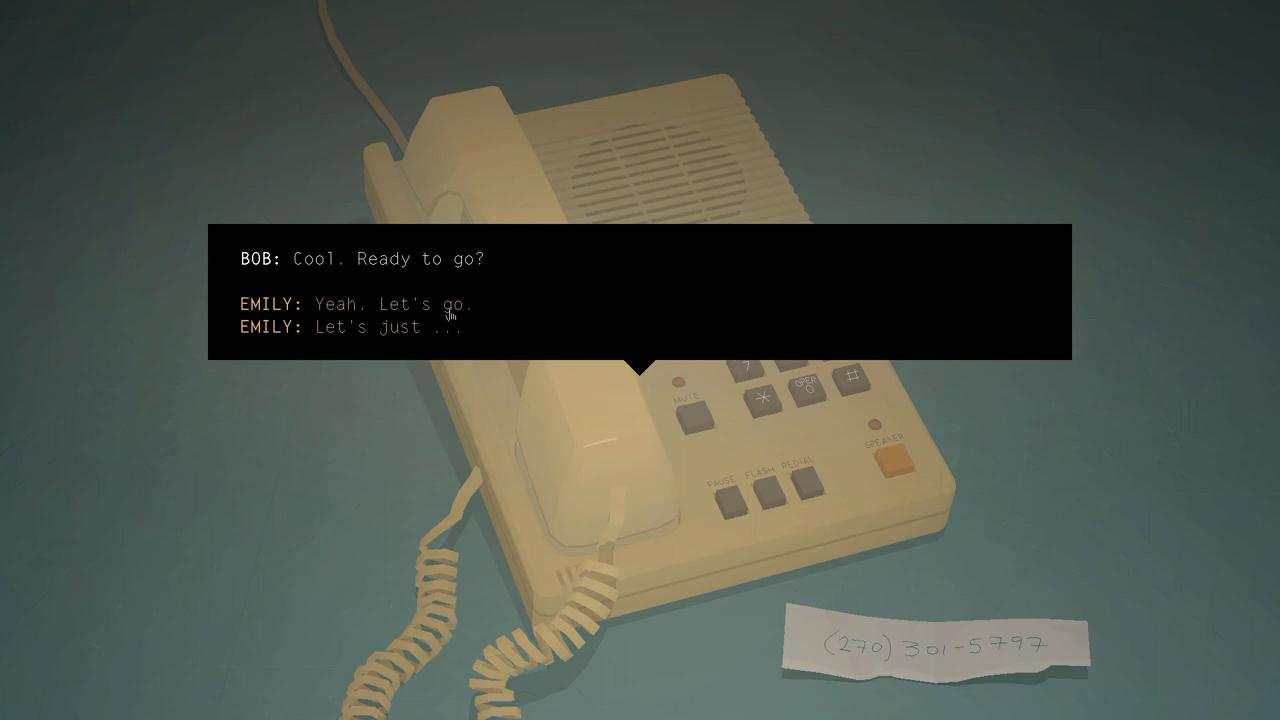 BOB: Cool. Ready to go?
EMILY: Yeah. Let's go.
EMILY: Let's just ...
7
* OPER 0 #
MUTE
SPEAKER
PAUSE FLASH REDIAL
(270) 301-5797